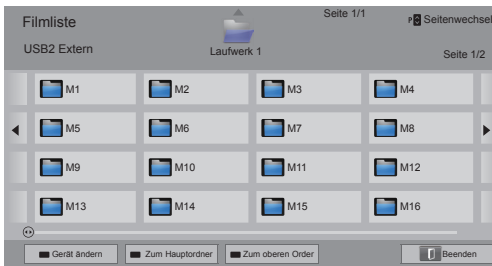 Filmliste
Seite 1/1
P Seitenwechsel
USB2 Extern
Laufwerk 1
Seite 1/2
M1
M2
M3
M4
M5
M6
M7
M8
M9
M10
M11
M12
M13
M14
M15
M16
Gerät ändern
Zum Hauptordner
Zum oberen Order
Beenden